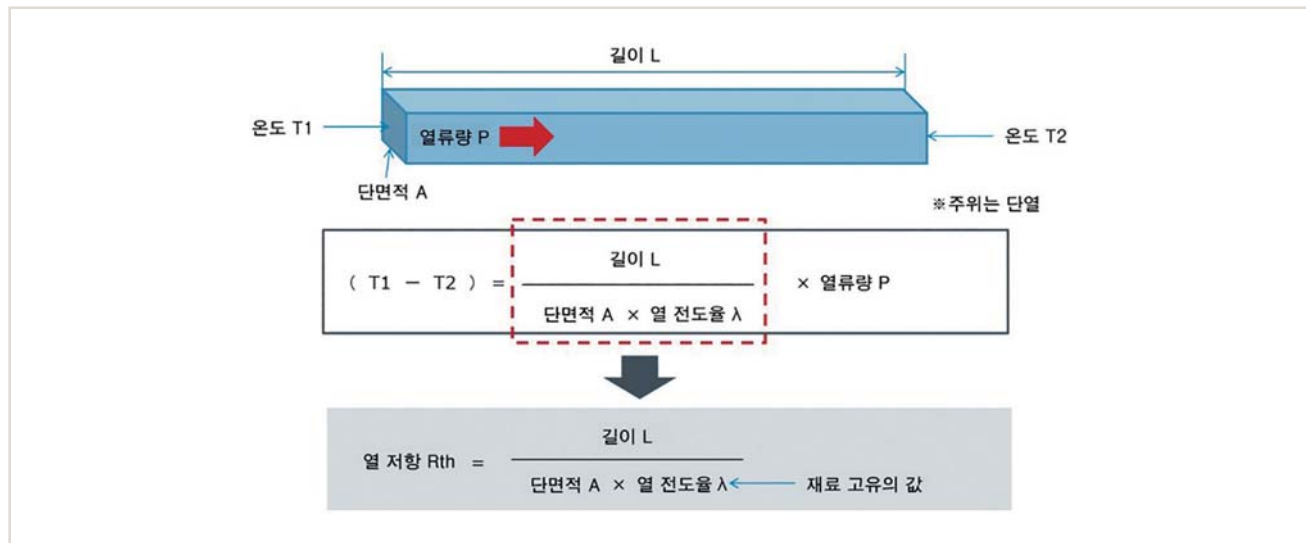 길이 L
온도 T1
열류량 P
온도 T2
단면적 A
※주위는 단열
길이 L
( T1 － T2 ) ＝ × 열류량 P
단면적 A × 열 전도율 λ
길이 L
열 저항 Rth ＝
단면적 A × 열 전도율 λ 재료 고유의 값